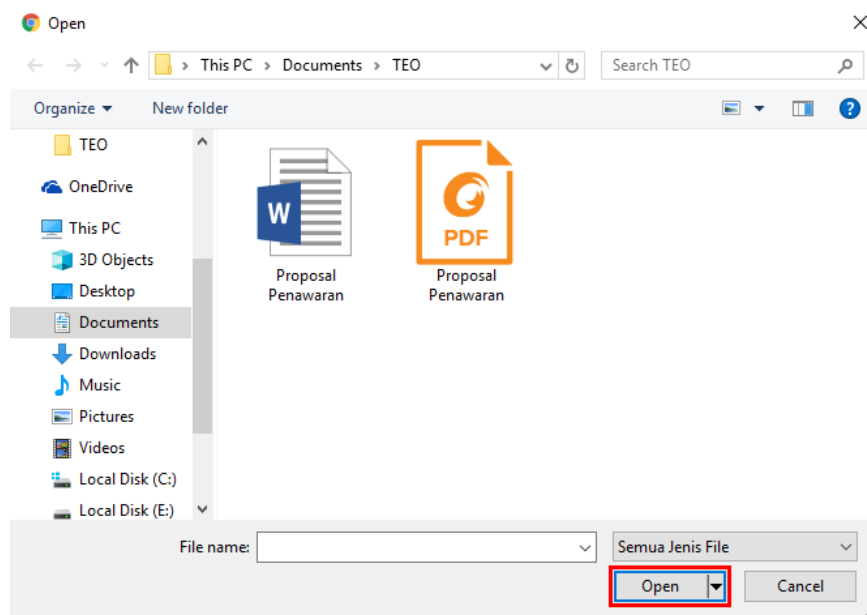 Open
This PC > Documents > TEO
Search TEO
Organize
New folder
TEO
OneDrive
This PC
3D Objects
Desktop
Documents
Downloads
Music
Pictures
Videos
Local Disk (C:)
Local Disk (E:)
W
Proposal
Penawaran
PDF
Proposal
Penawaran
File name:
Semua Jenis File
Open
Cancel